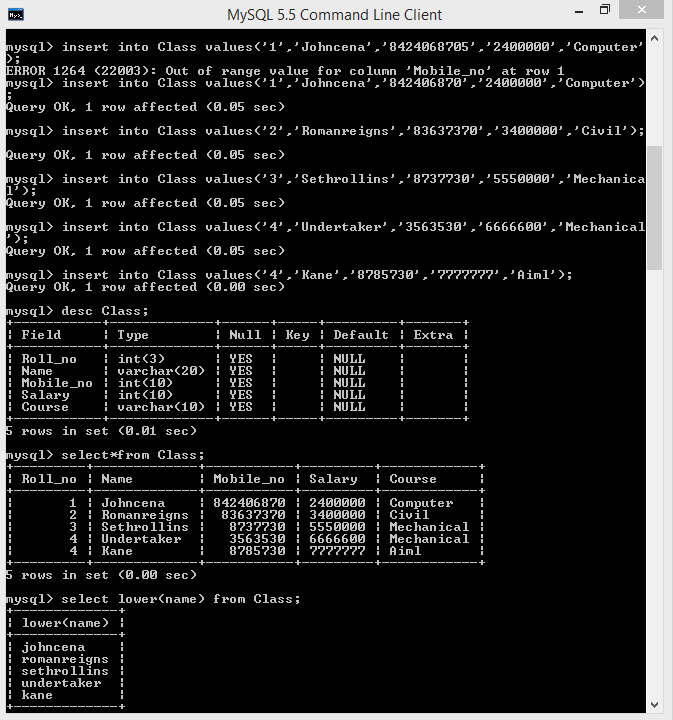 MySQL 5.5 Command Line Client
mysql> insert into Class values('1','Johncena','8424068705','2400000','Computer'
);
ERROR 1264 (22003): Out of range value for column 'Mobile_no' at row 1
mysql> insert into Class values('1','Johncena','842406870','2400000','Computer')
;
Query OK, 1 row affected (0.05 sec)
mysql> insert into Class values('2','Romanreigns','83637370','3400000','Civil');
Query OK, 1 row affected (0.05 sec)
mysql> insert into Class values('3','Sethrollins','8737730','5550000','Mechanica
l');
Query OK, 1 row affected (0.05 sec)
mysql> insert into Class values('4','Undertaker','3563530','6666600','Mechanical
');
Query OK, 1 row affected (0.05 sec)
mysql> insert into Class values('4','Kane','8785730','7777777','Aiml');
Query OK, 1 row affected (0.00 sec)
mysql> desc Class;
+-----------+-------------+------+-----+---------+-------+
| Field     | Type        | Null | Key | Default | Extra |
+-----------+-------------+------+-----+---------+-------+
| Roll_no   | int(3)      | YES  |     | NULL    |       |
| Name      | varchar(20) | YES  |     | NULL    |       |
| Mobile_no | int(10)     | YES  |     | NULL    |       |
| Salary    | int(10)     | YES  |     | NULL    |       |
| Course    | varchar(10) | YES  |     | NULL    |       |
+-----------+-------------+------+-----+---------+-------+
5 rows in set (0.01 sec)
mysql> select*from Class;
+---------+-------------+-----------+---------+------------+
| Roll_no | Name        | Mobile_no | Salary  | Course     |
+---------+-------------+-----------+---------+------------+
|       1 | Johncena    | 842406870 | 2400000 | Computer   |
|       2 | Romanreigns |  83637370 | 3400000 | Civil      |
|       3 | Sethrollins |   8737730 | 5550000 | Mechanical |
|       4 | Undertaker  |   3563530 | 6666600 | Mechanical |
|       4 | Kane        |   8785730 | 7777777 | Aiml       |
+---------+-------------+-----------+---------+------------+
5 rows in set (0.00 sec)
mysql> select lower(name) from Class;
+-------------+
| lower(name) |
+-------------+
| johncena    |
| romanreigns |
| sethrollins |
| undertaker  |
| kane        |
+-------------+